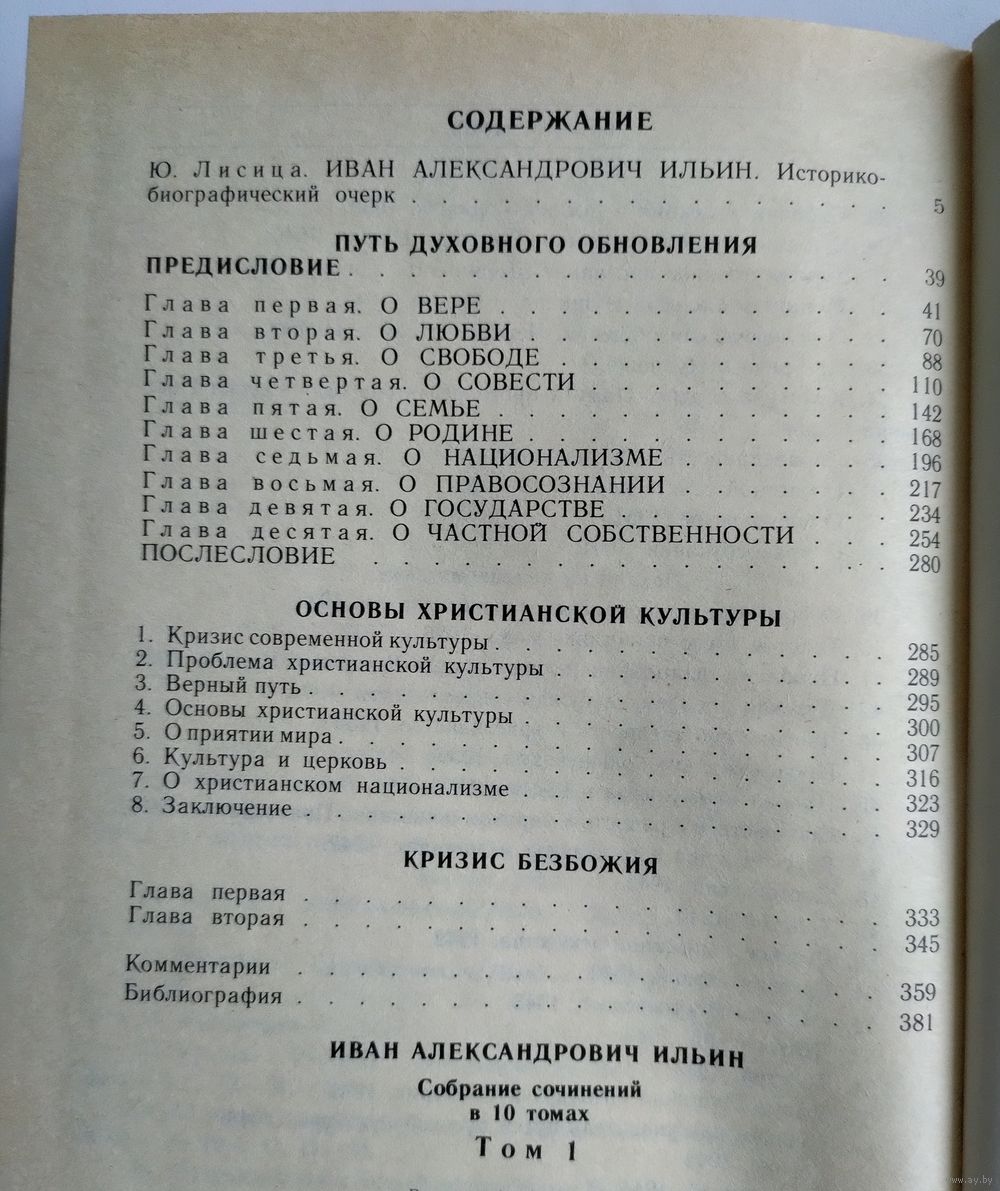 СОДЕРЖАНИЕ
Ю. Лисица. ИВАН АЛЕКСАНДРОВИЧ ИЛЬИН. Историко-
биографический очерк . . . . . . . . . . . . . . . . 5
ПУТЬ ДУХОВНОГО ОБНОВЛЕНИЯ
ПРЕДИСЛОВИЕ . . . . . . . . . . . . . . . . 39
Глава первая. О ВЕРЕ . . . . . . . . . . . . . 41
Глава вторая. О ЛЮБВИ . . . . . . . . . . . . 70
Глава третья. О СВОБОДЕ . . . . . . . . . . . 88
Глава четвертая. О СОВЕСТИ . . . . . . . . . . 110
Глава пятая. О СЕМЬЕ . . . . . . . . . . . . . 142
Глава шестая. О РОДИНЕ . . . . . . . . . . . . 168
Глава седьмая. О НАЦИОНАЛИЗМЕ . . . . . . . 196
Глава восьмая. О ПРАВОСОЗНАНИИ . . . . . . . 217
Глава девятая. О ГОСУДАРСТВЕ . . . . . . . . . 234
Глава десятая. О ЧАСТНОЙ СОБСТВЕННОСТИ . . . 254
ПОСЛЕСЛОВИЕ . . . . . . . . . . . . . . . . 280
ОСНОВЫ ХРИСТИАНСКОЙ КУЛЬТУРЫ
1. Кризис современной культуры . . . . . . . . . . . . 285
2. Проблема христианской культуры . . . . . . . . . . . 289
3. Верный путь . . . . . . . . . . . . . . . . . . 295
4. Основы христианской культуры . . . . . . . . . . . . 300
5. О приятии мира . . . . . . . . . . . . . . . . . 307
6. Культура и церковь . . . . . . . . . . . . . . . 316
7. О христианском национализме . . . . . . . . . . . . 323
8. Заключение . . . . . . . . . . . . . . . . . . 329
КРИЗИС БЕЗБОЖИЯ
Глава первая . . . . . . . . . . . . . . . . . . 333
Глава вторая . . . . . . . . . . . . . . . . . . 345
Комментарии . . . . . . . . . . . . . . . . . . 359
Библиография . . . . . . . . . . . . . . . . . . 381
ИВАН АЛЕКСАНДРОВИЧ ИЛЬИН
Собрание сочинений
в 10 томах
Том 1
www.ay.by